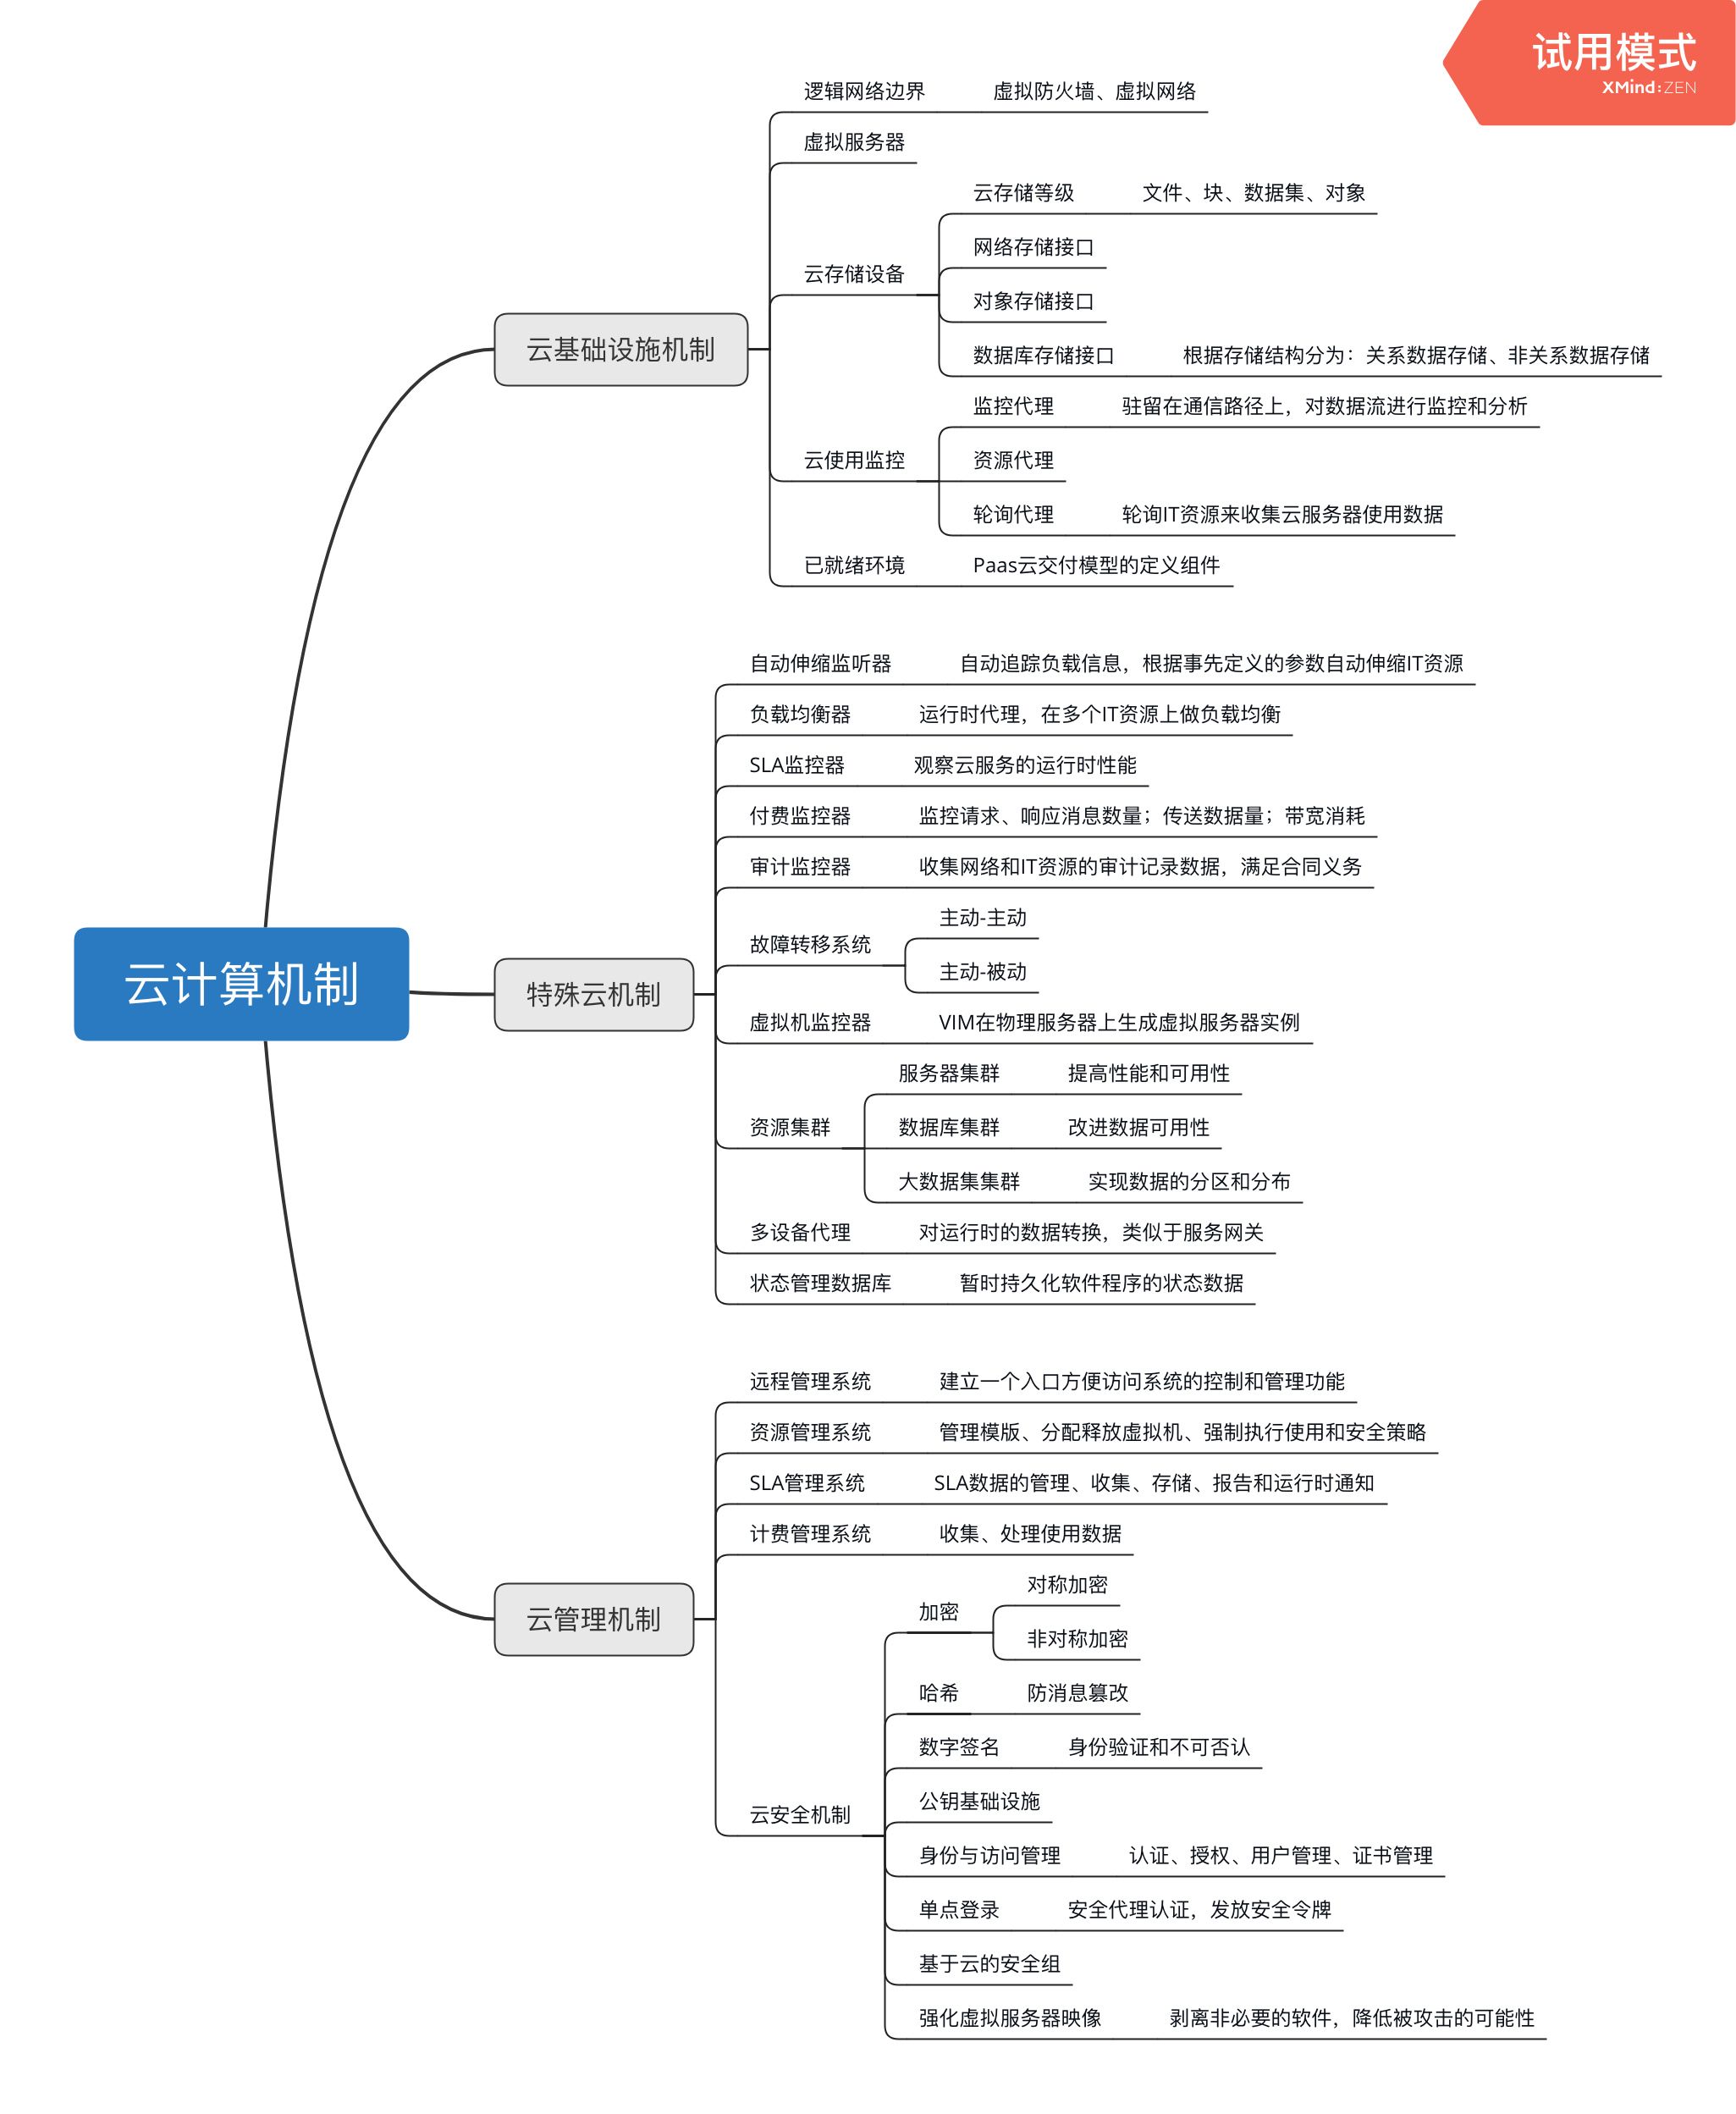 试用模式
XMind:ZEN
云计算机制
云基础设施机制
逻辑网络边界
虚拟防火墙、虚拟网络
虚拟服务器
云存储设备
云存储等级
文件、块、数据集、对象
网络存储接口
对象存储接口
数据库存储接口
根据存储结构分为：关系数据存储、非关系数据存储
云使用监控
监控代理
驻留在通信路径上，对数据流进行监控和分析
资源代理
轮询代理
轮询IT资源来收集云服务器使用数据
已就绪环境
Paas云交付模型的定义组件
特殊云机制
自动伸缩监听器
自动追踪负载信息，根据事先定义的参数自动伸缩IT资源
负载均衡器
运行时代理，在多个IT资源上做负载均衡
SLA监控器
观察云服务的运行时性能
付费监控器
监控请求、响应消息数量；传送数据量；带宽消耗
审计监控器
收集网络和IT资源的审计记录数据，满足合同义务
故障转移系统
主动-主动
主动-被动
虚拟机监控器
VIM在物理服务器上生成虚拟服务器实例
资源集群
服务器集群
提高性能和可用性
数据库集群
改进数据可用性
大数据集集群
实现数据的分区和分布
多设备代理
对运行时的数据转换，类似于服务网关
状态管理数据库
暂时持久化软件程序的状态数据
云管理机制
远程管理系统
建立一个入口方便访问系统的控制和管理功能
资源管理系统
管理模版、分配释放虚拟机、强制执行使用和安全策略
SLA管理系统
SLA数据的管理、收集、存储、报告和运行时通知
计费管理系统
收集、处理使用数据
云安全机制
加密
对称加密
非对称加密
哈希
防消息篡改
数字签名
身份验证和不可否认
公钥基础设施
身份与访问管理
认证、授权、用户管理、证书管理
单点登录
安全代理认证，发放安全令牌
基于云的安全组
强化虚拟服务器映像
剥离非必要的软件，降低被攻击的可能性